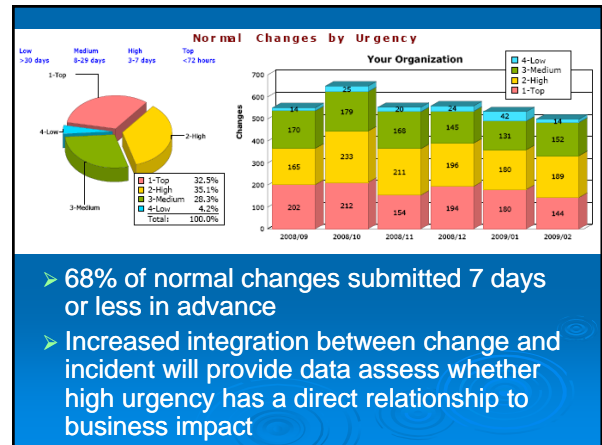 Normal Changes by Urgency
Low Medium High Top
>30 days 8-29 days 3-7 days <72 hours
1-Top
2-High
3-Medium
4-Low
1-Top 32.5%
2-High 35.1%
3-Medium 28.3%
4-Low 4.2%
Total: 100.0%
Your Organization
4-Low
3-Medium
2-High
1-Top
Changes
700
600
500
400
300
200
100
0
14 25 20 24 42 14
170 179 168 145 131 152
165 233 211 196 180 189
202 212 154 194 180 144
2008/09 2008/10 2008/11 2008/12 2009/01 2009/02
➢ 68% of normal changes submitted 7 days
or less in advance
➢ Increased integration between change and
incident will provide data assess whether
high urgency has a direct relationship to
business impact